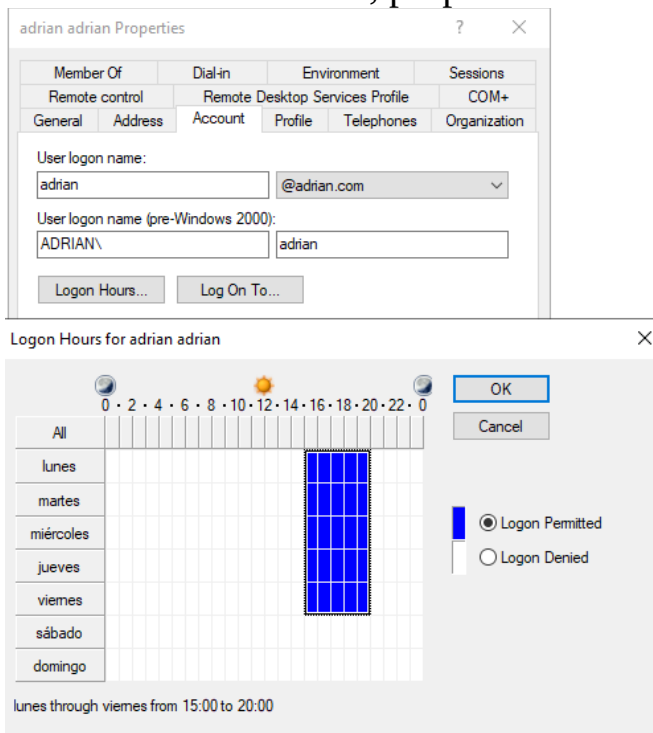 adrian adrian Properties ? ×
Member Of Dial-in Environment Sessions
Remote control Remote Desktop Services Profile COM+
General Address Account Profile Telephones Organization
User logon name:
adrian @adrian.com
User logon name (pre-Windows 2000):
ADRIAN\ adrian
Logon Hours... Log On To...
Logon Hours for adrian adrian ×
0 · 2 · 4 · 6 · 8 · 10 · 12 · 14 · 16 · 18 · 20 · 22 · 0
OK
Cancel
All
lunes
martes
miércoles
jueves
viernes
sábado
domingo
Logon Permitted
Logon Denied
lunes through viernes from 15:00 to 20:00